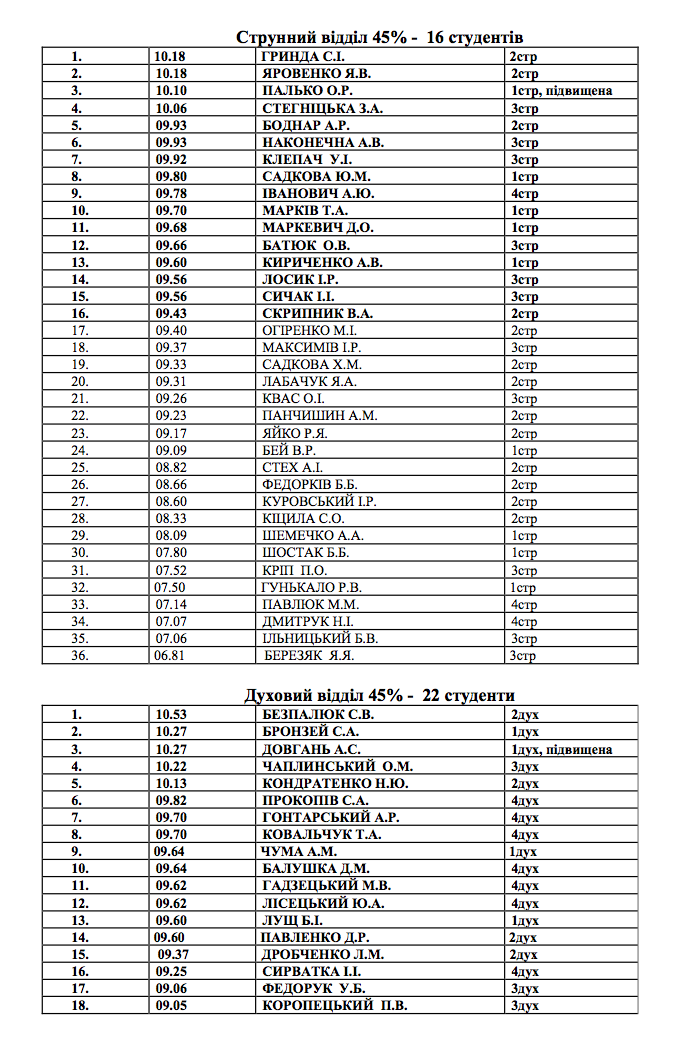 Струнний відділ 45% - 16 студентів
1. 10.18 ГРИНДА С.І. 2стр
2. 10.18 ЯРОВЕНКО Я.В. 2стр
3. 10.10 ПАЛЬКО О.Р. 1стр, підвищена
4. 10.06 СТЕГНІЦЬКА З.А. 3стр
5. 09.93 БОДНАР А.Р. 2стр
6. 09.93 НАКОНЕЧНА А.В. 3стр
7. 09.92 КЛЕПАЧ У.І. 3стр
8. 09.80 САДКОВА Ю.М. 1стр
9. 09.78 ІВАНОВИЧ А.Ю. 4стр
10. 09.70 МАРКІВ Т.А. 1стр
11. 09.68 МАРКЕВИЧ Д.О. 1стр
12. 09.66 БАТЮК О.В. 3стр
13. 09.60 КИРИЧЕНКО А.В. 1стр
14. 09.56 ЛОСИК І.Р. 3стр
15. 09.56 СИЧАК І.І. 3стр
16. 09.43 СКРИПНИК В.А. 2стр
17. 09.40 ОГІРЕНКО М.І. 2стр
18. 09.37 МАКСИМІВ І.Р. 3стр
19. 09.33 САДКОВА Х.М. 2стр
20. 09.31 ЛАБАЧУК Я.А. 2стр
21. 09.26 КВАС О.І. 3стр
22. 09.23 ПАНЧИШИН А.М. 2стр
23. 09.17 ЯЙКО Р.Я. 2стр
24. 09.09 БЕЙ В.Р. 1стр
25. 08.82 СТЕХ А.І. 2стр
26. 08.66 ФЕДОРКІВ Б.Б. 2стр
27. 08.60 КУРОВСЬКИЙ І.Р. 2стр
28. 08.33 КІЦИЛА С.О. 2стр
29. 08.09 ШЕМЕЧКО А.А. 1стр
30. 07.80 ШОСТАК Б.Б. 1стр
31. 07.52 КРІП П.О. 3стр
32. 07.50 ГУНЬКАЛО Р.В. 1стр
33. 07.14 ПАВЛЮК М.М. 4стр
34. 07.07 ДМИТРУК Н.І. 4стр
35. 07.06 ІЛЬНИЦЬКИЙ Б.В. 3стр
36. 06.81 БЕРЕЗЯК Я.Я. 3стр
Духовий відділ 45% - 22 студенти
1. 10.53 БЕЗПАЛЮК С.В. 2дух
2. 10.27 БРОНЗЕЙ С.А. 1дух
3. 10.27 ДОВГАНЬ А.С. 1дух, підвищена
4. 10.22 ЧАПЛИНСЬКИЙ О.М. 3дух
5. 10.13 КОНДРАТЕНКО Н.Ю. 2дух
6. 09.82 ПРОКОПІВ С.А. 4дух
7. 09.70 ГОНТАРСЬКИЙ А.Р. 4дух
8. 09.70 КОВАЛЬЧУК Т.А. 4дух
9. 09.64 ЧУМА А.М. 1дух
10. 09.64 БАЛУШКА Д.М. 4дух
11. 09.62 ГАДЗЕЦЬКИЙ М.В. 4дух
12. 09.62 ЛІСЕЦЬКИЙ Ю.А. 4дух
13. 09.60 ЛУЩ Б.І. 1дух
14. 09.60 ПАВЛЕНКО Д.Р. 2дух
15. 09.37 ДРОБЧЕНКО Л.М. 2дух
16. 09.25 СИРВАТКА І.І. 4дух
17. 09.06 ФЕДОРУК У.Б. 3дух
18. 09.05 КОРОПЕЦЬКИЙ П.В. 3дух